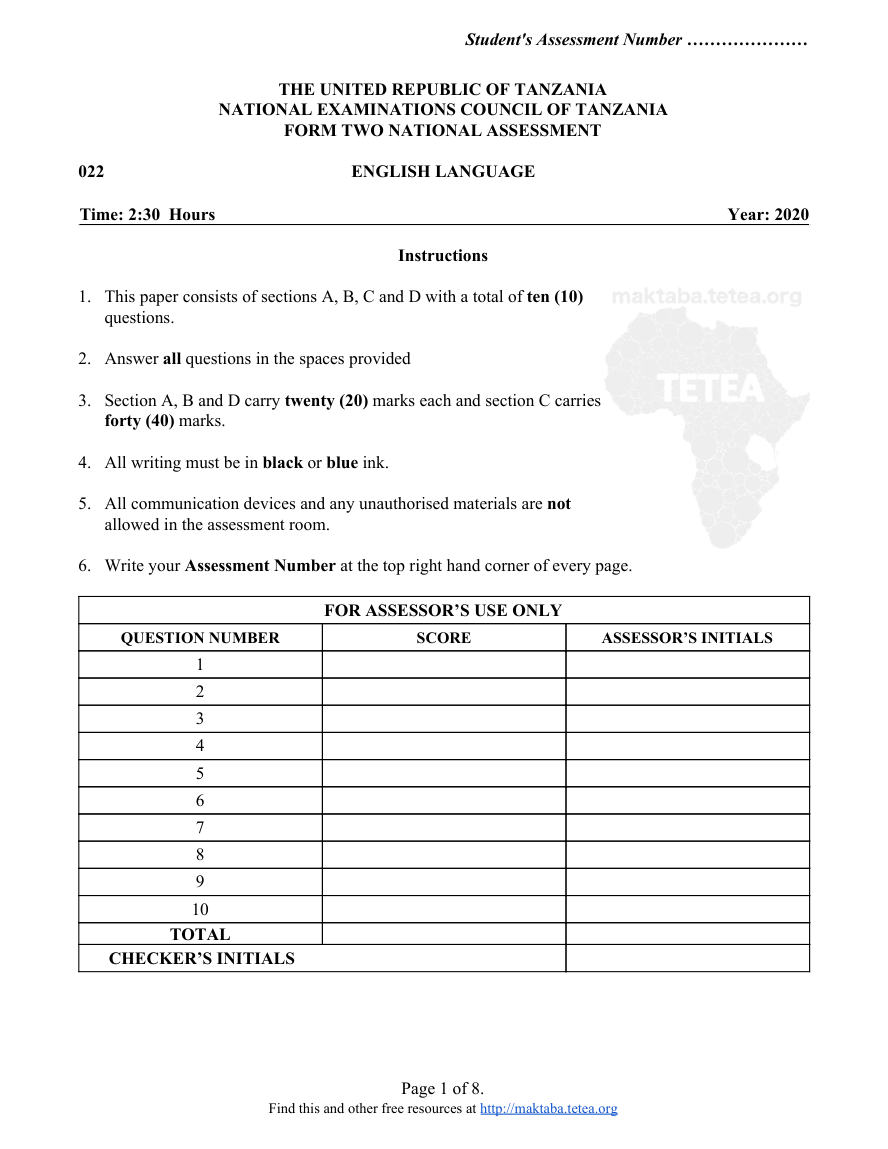 Student's Assessment Number …………………
THE UNITED REPUBLIC OF TANZANIA
NATIONAL EXAMINATIONS COUNCIL OF TANZANIA
FORM TWO NATIONAL ASSESSMENT
022 ENGLISH LANGUAGE
Time: 2:30 Hours Year: 2020
Instructions
1. This paper consists of sections A, B, C and D with a total of ten (10)
questions.
2. Answer all questions in the spaces provided
3. Section A, B and D carry twenty (20) marks each and section C carries
forty (40) marks.
4. All writing must be in black or blue ink.
5. All communication devices and any unauthorised materials are not
allowed in the assessment room.
6. Write your Assessment Number at the top right hand corner of every page.
maktaba.tetea.org
TETEA
FOR ASSESSOR’S USE ONLY
QUESTION NUMBER SCORE ASSESSOR’S INITIALS
1
2
3
4
5
6
7
8
9
10
TOTAL
CHECKER’S INITIALS
Page 1 of 8.
Find this and other free resources at http://maktaba.tetea.org